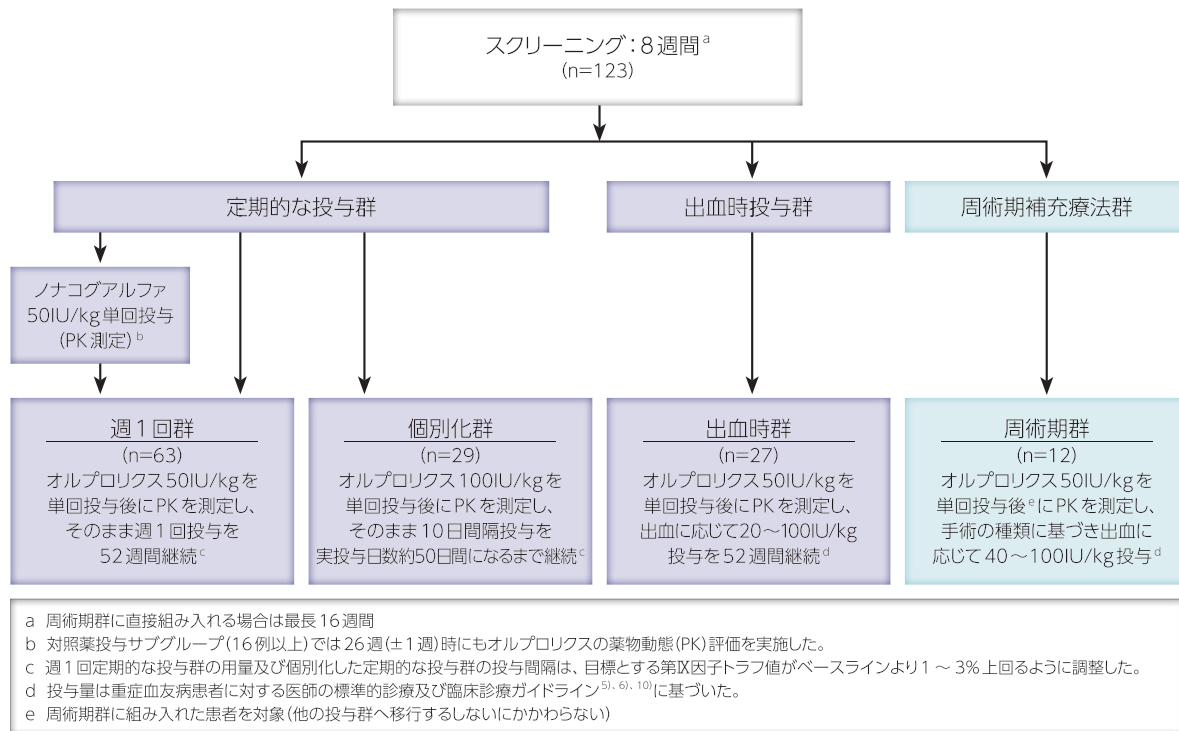 スクリーニング：8週間a
(n=123)
定期的な投与群
出血時投与群
周術期補充療法群
ノナコグアルファ
50IU/kg単回投与
(PK測定)b
週1回群
(n=63)
オルプロリクス50IU/kgを
単回投与後にPKを測定し、
そのまま週1回投与を
52週間継続c
個別化群
(n=29)
オルプロリクス100IU/kgを
単回投与後にPKを測定し、
そのまま10日間隔投与を
実投与日数約50日間になるまで継続c
出血時群
(n=27)
オルプロリクス50IU/kgを
単回投与後にPKを測定し、
出血に応じて20～100IU/kg
投与を52週間継続d
周術期群
(n=12)
オルプロリクス50IU/kgを
単回投与後eにPKを測定し、
手術の種類に基づき出血に
応じて40～100IU/kg投与d
a 周術期群に直接組み入れる場合は最長16週間
b 対照薬投与サブグループ(16例以上)では26週(±1週)時にもオルプロリクスの薬物動態(PK)評価を実施した。
c 週1回定期的な投与群の用量及び個別化した定期的な投与群の投与間隔は、目標とする第Ⅸ因子トラフ値がベースラインより1～3%上回るように調整した。
d 投与量は重症血友病患者に対する医師の標準的診療及び臨床診療ガイドライン5)、6)、10)に基づいた。
e 周術期群に組み入れた患者を対象(他の投与群へ移行するしないにかかわらない)